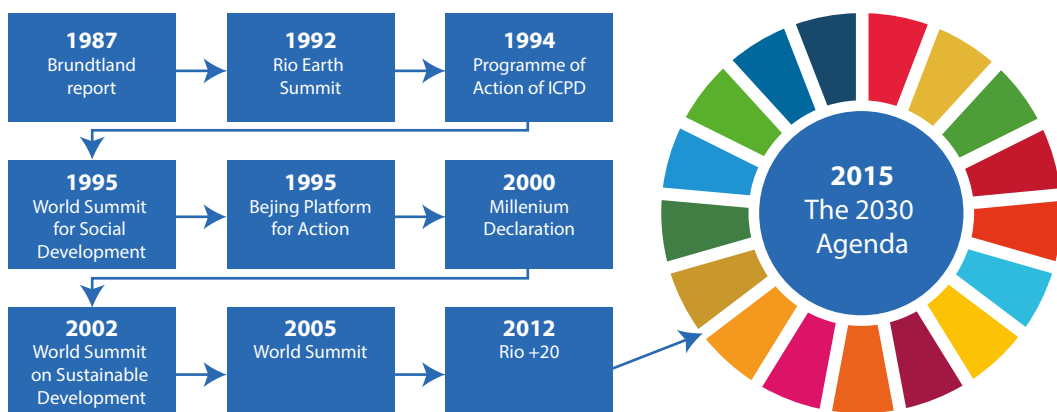 1987
Brundtland
report
1992
Rio Earth
Summit
1994
Programme of
Action of ICPD
1995
World Summit
for Social
Development
1995
Bejing Platform
for Action
2000
Millenium
Declaration
2002
World Summit
on Sustainable
Development
2005
World Summit
2012
Rio +20
2015
The 2030
Agenda